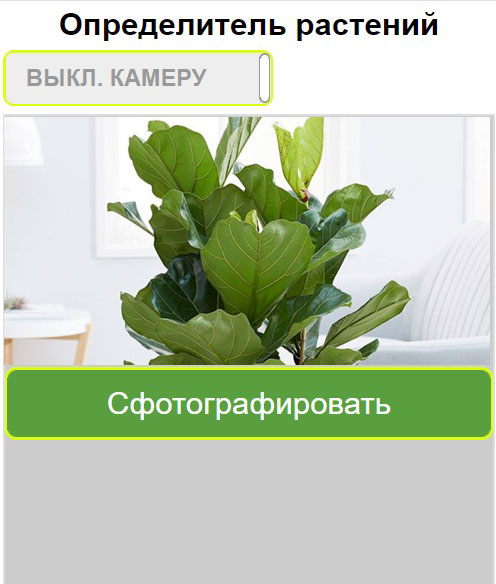 Определитель растений
ВЫКЛ. КАМЕРУ
Сфотографировать